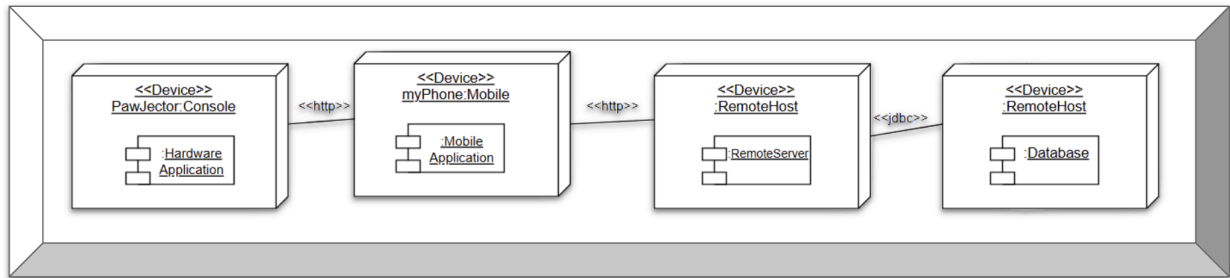 <<Device>>
PawJector:Console
:Hardware
Application
<<http>>
<<Device>>
myPhone:Mobile
:Mobile
Application
<<http>>
<<Device>>
:RemoteHost
:RemoteServer
<<jdbc>>
<<Device>>
:RemoteHost
:Database